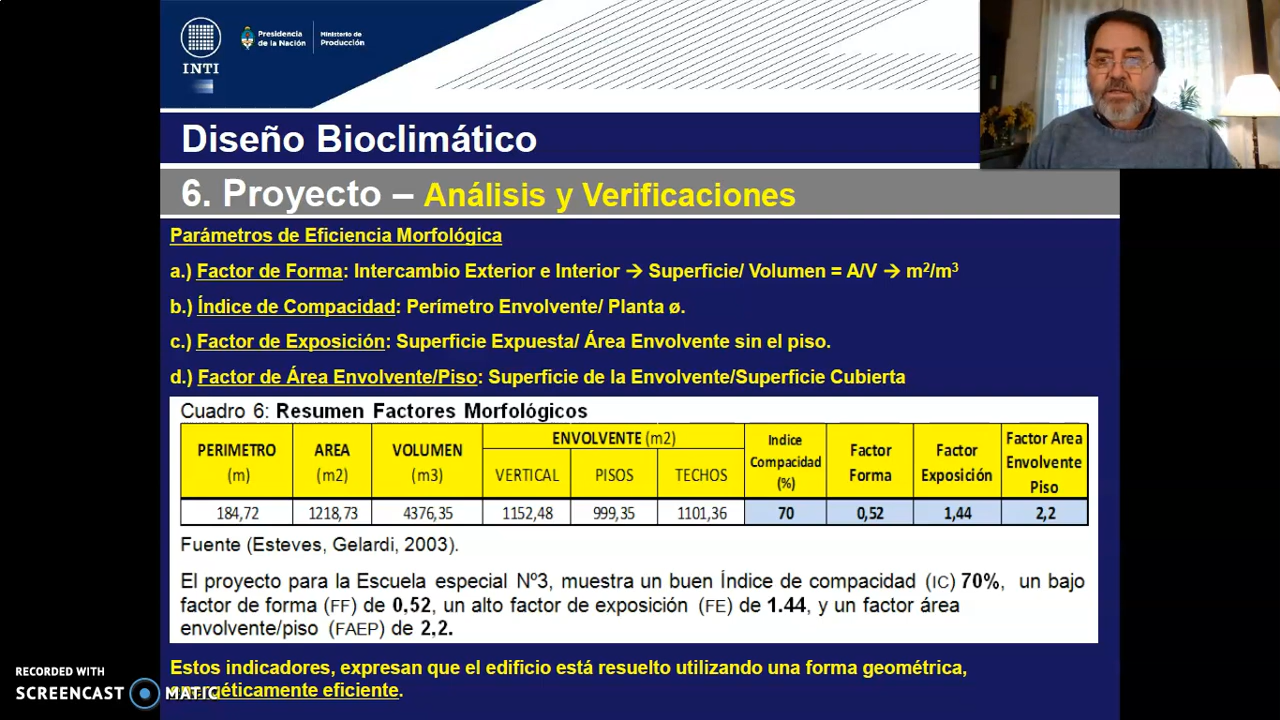 INTI
Presidencia de la Nación
Ministerio de Producción
Diseño Bioclimático
6. Proyecto – Análisis y Verificaciones
Parámetros de Eficiencia Morfológica
a.) Factor de Forma: Intercambio Exterior e Interior → Superficie/ Volumen = A/V → m²/m³
b.) Índice de Compacidad: Perímetro Envolvente/ Planta ø.
c.) Factor de Exposición: Superficie Expuesta/ Área Envolvente sin el piso.
d.) Factor de Área Envolvente/Piso: Superficie de la Envolvente/Superficie Cubierta
Cuadro 6: Resumen Factores Morfológicos
PERIMETRO (m) AREA (m2) VOLUMEN (m3) ENVOLVENTE (m2) Indice Compacidad (%) Factor Forma Factor Exposición Factor Area Envolvente Piso
VERTICAL PISOS TECHOS
184,72 1218,73 4376,35 1152,48 999,35 1101,36 70 0,52 1,44 2,2
Fuente (Esteves, Gelardi, 2003).
El proyecto para la Escuela especial Nº3, muestra un buen Índice de compacidad (IC) 70%, un bajo
factor de forma (FF) de 0,52, un alto factor de exposición (FE) de 1.44, y un factor área
envolvente/piso (FAEP) de 2,2.
Estos indicadores, expresan que el edificio está resuelto utilizando una forma geométrica,
eficiente.
RECORDED WITH
SCREENCAST MATIC